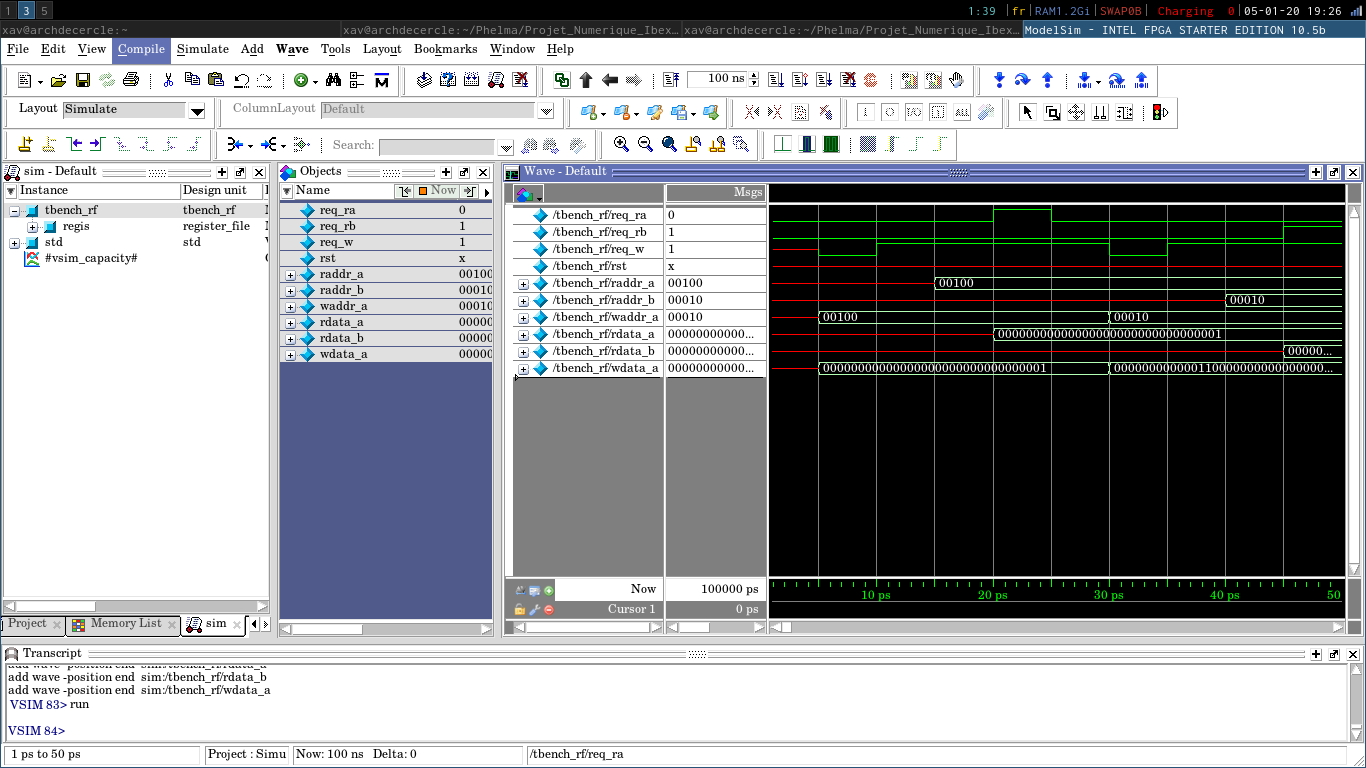 1 3 5 1:39 fr RAM1.2Gi SWAP0B Charging 0 05-01-20 19:26
xav@archdecercle:~ xav@archdecercle:~/Phelma/Projet_Numerique_Ibex... xav@archdecercle:~/Phelma/Projet_Numerique_Ibex... ModelSim - INTEL FPGA STARTER EDITION 10.5b
File Edit View Compile Simulate Add Wave Tools Layout Bookmarks Window Help
100 ns
Layout Simulate ColumnLayout Default
Search:
sim - Default
Instance Design unit
tbench_rf tbench_rf
regis register_file
std std
#vsim_capacity#
Project Memory List sim
Objects
Name Now
req_ra 0
req_rb 1
req_w 1
rst x
raddr_a 00100
raddr_b 00010
waddr_a 00010
rdata_a 00000
rdata_b 00000
wdata_a 00000
Wave - Default
Msgs
/tbench_rf/req_ra 0
/tbench_rf/req_rb 1
/tbench_rf/req_w 1
/tbench_rf/rst x
/tbench_rf/raddr_a 00100 00100
/tbench_rf/raddr_b 00010 00010
/tbench_rf/waddr_a 00010 00100 00010
/tbench_rf/rdata_a 00000000000... 00000000000000000000000000000001
/tbench_rf/rdata_b 00000000000... 00000...
/tbench_rf/wdata_a 00000000000... 00000000000000000000000000000001 00000000000011000000000000000...
Now 100000 ps 10 ps 20 ps 30 ps 40 ps 50
Cursor 1 0 ps
Transcript
add wave -position end sim:/tbench_rf/rdata_a
add wave -position end sim:/tbench_rf/rdata_b
add wave -position end sim:/tbench_rf/wdata_a
VSIM 83> run
VSIM 84>
1 ps to 50 ps Project : Simu Now: 100 ns Delta: 0 /tbench_rf/req_ra